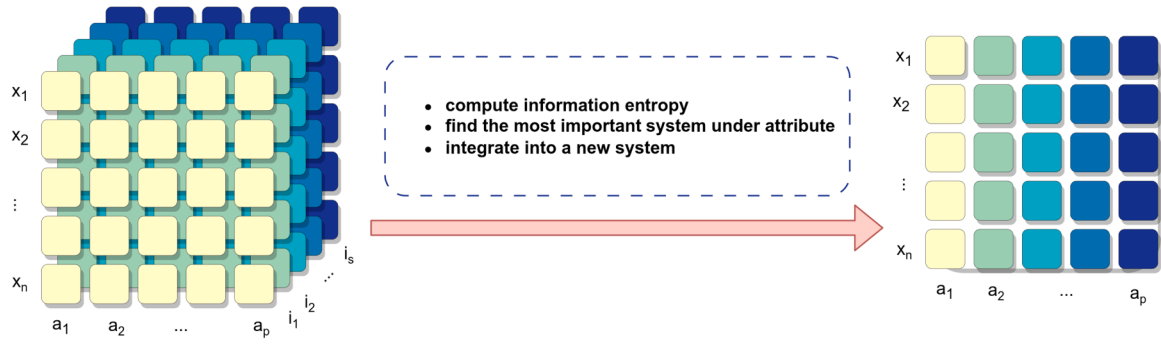 x1
x2
⋮
xn
a1 a2 ... ap
i1
i2
...
is
• compute information entropy
• find the most important system under attribute
• integrate into a new system
x1
x2
⋮
xn
a1 a2 ... ap